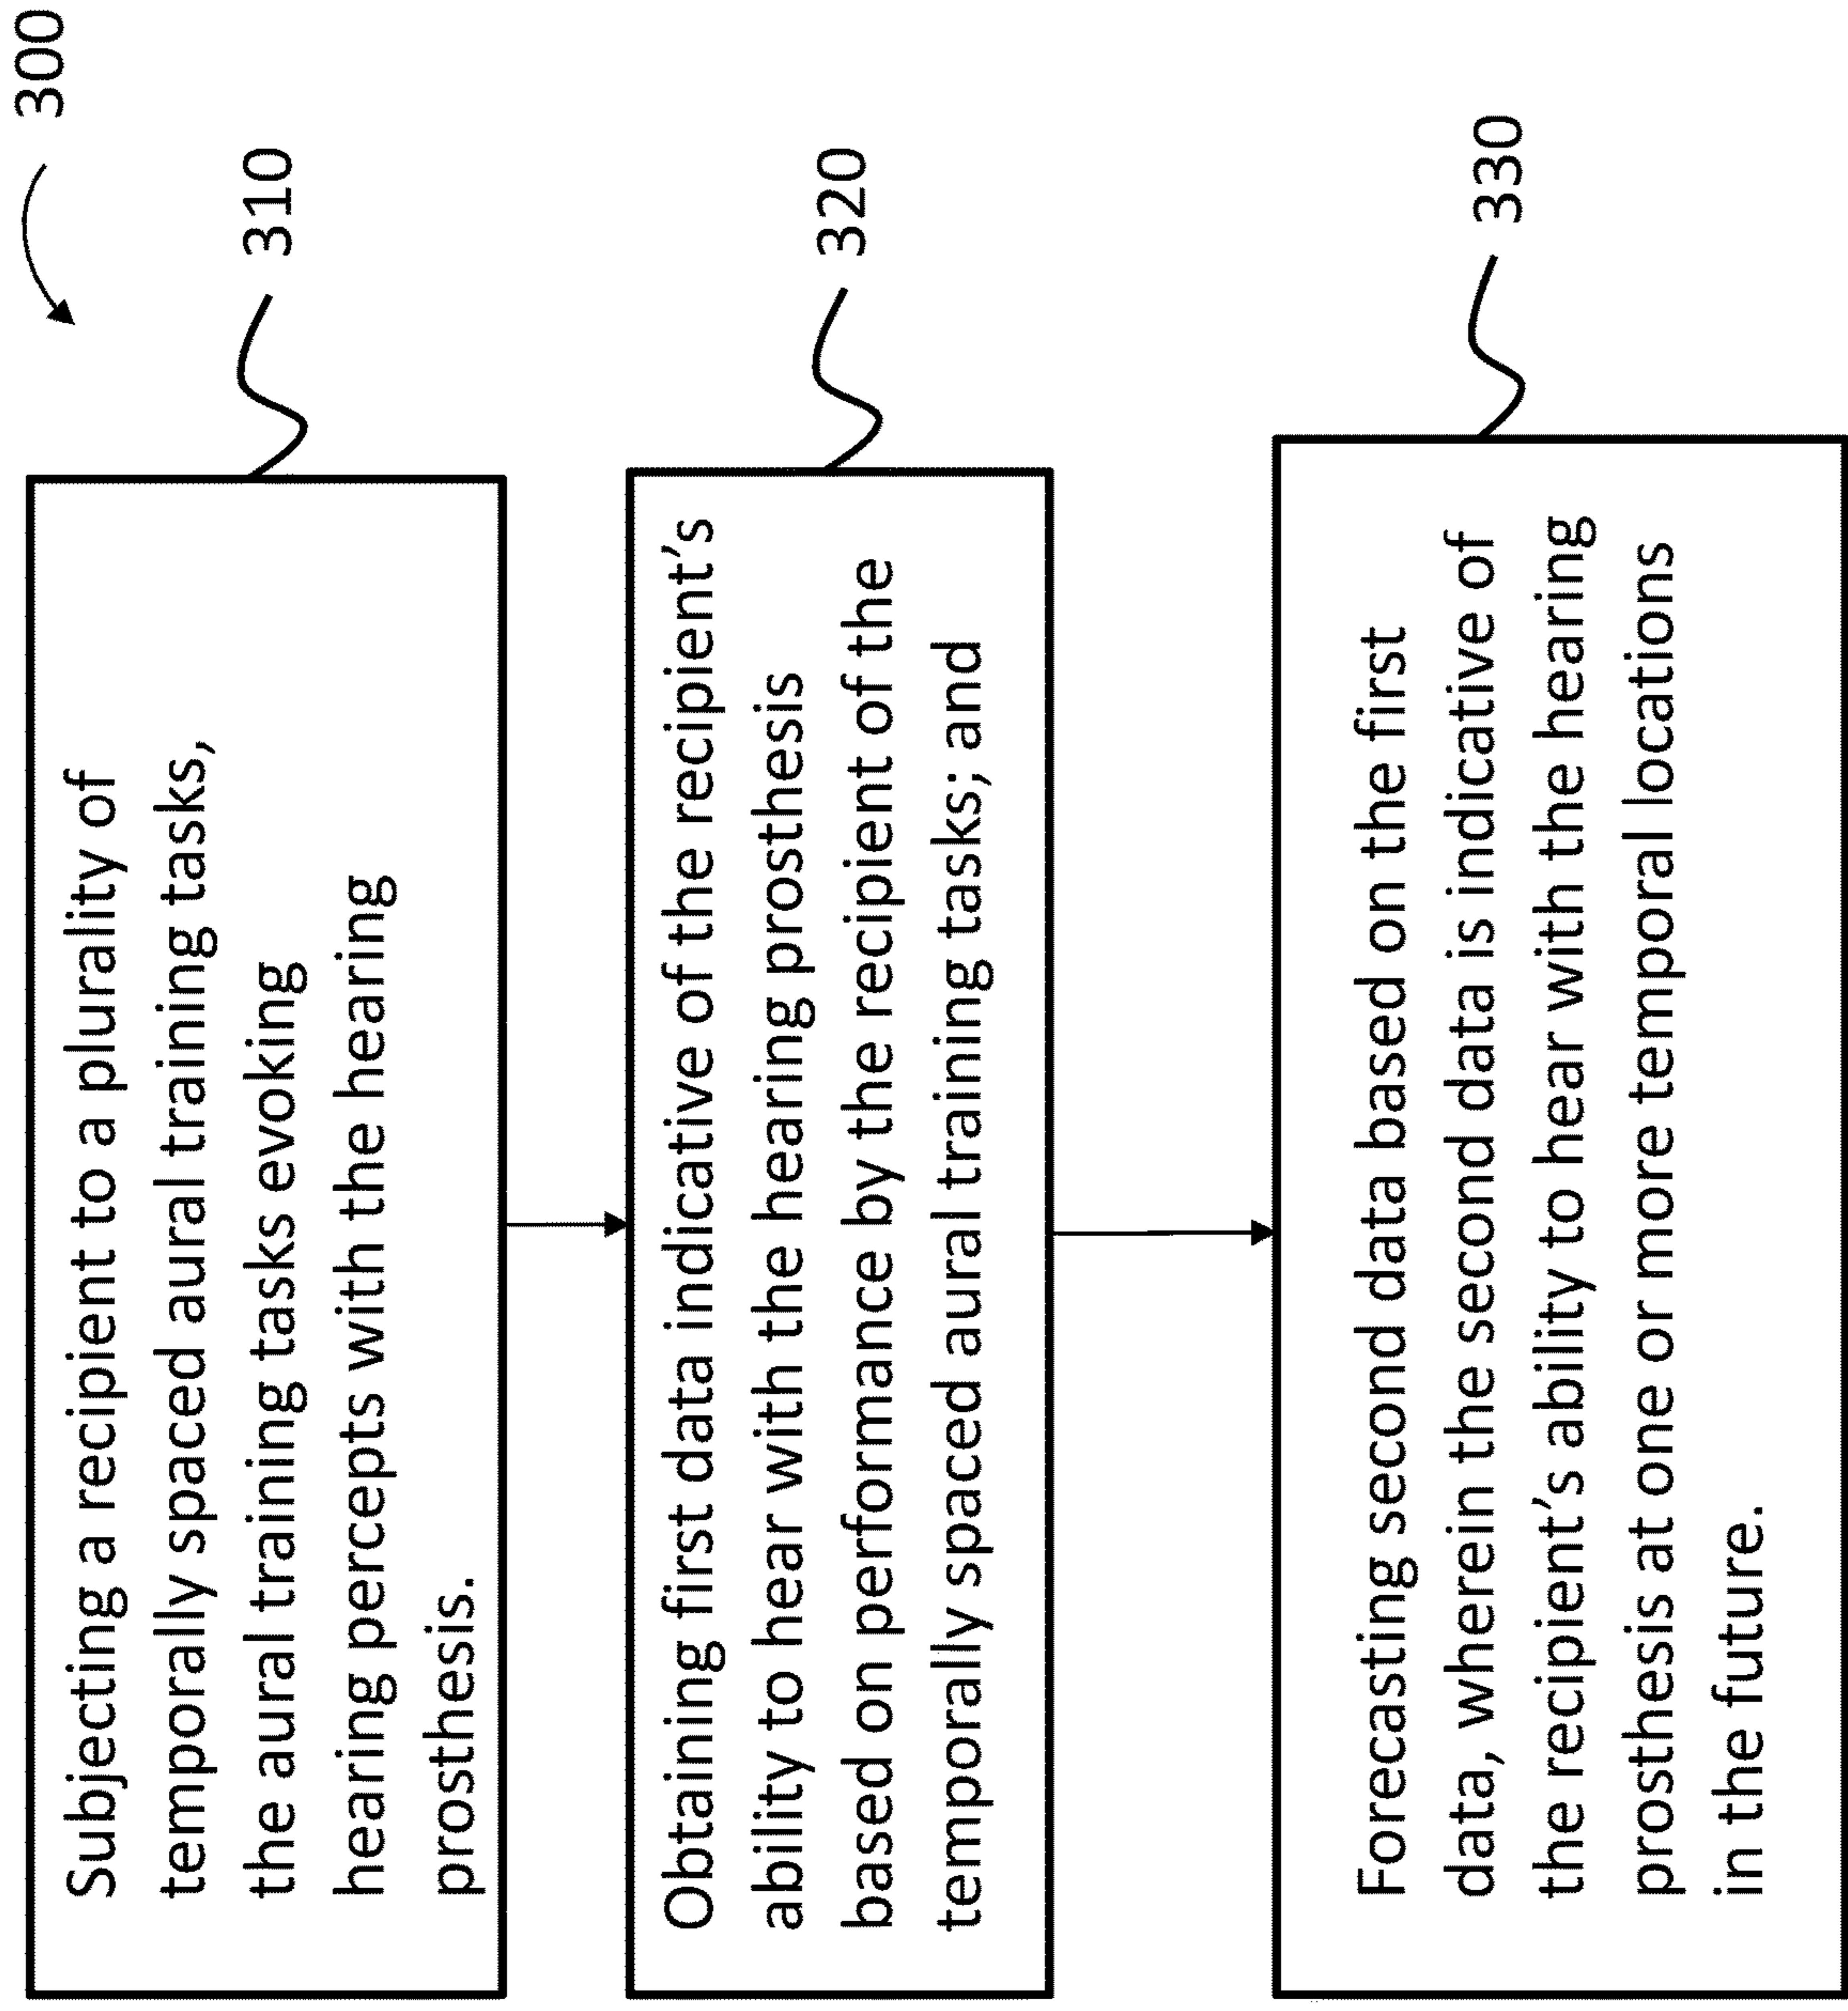 300
Subjecting a recipient to a plurality of
temporally spaced aural training tasks,
the aural training tasks evoking
hearing percepts with the hearing
prosthesis.
310
Obtaining first data indicative of the recipient's
ability to hear with the hearing prosthesis
based on performance by the recipient of the
temporally spaced aural training tasks; and
320
Forecasting second data based on the first
data, wherein the second data is indicative of
the recipient's ability to hear with the hearing
prosthesis at one or more temporal locations
in the future.
330